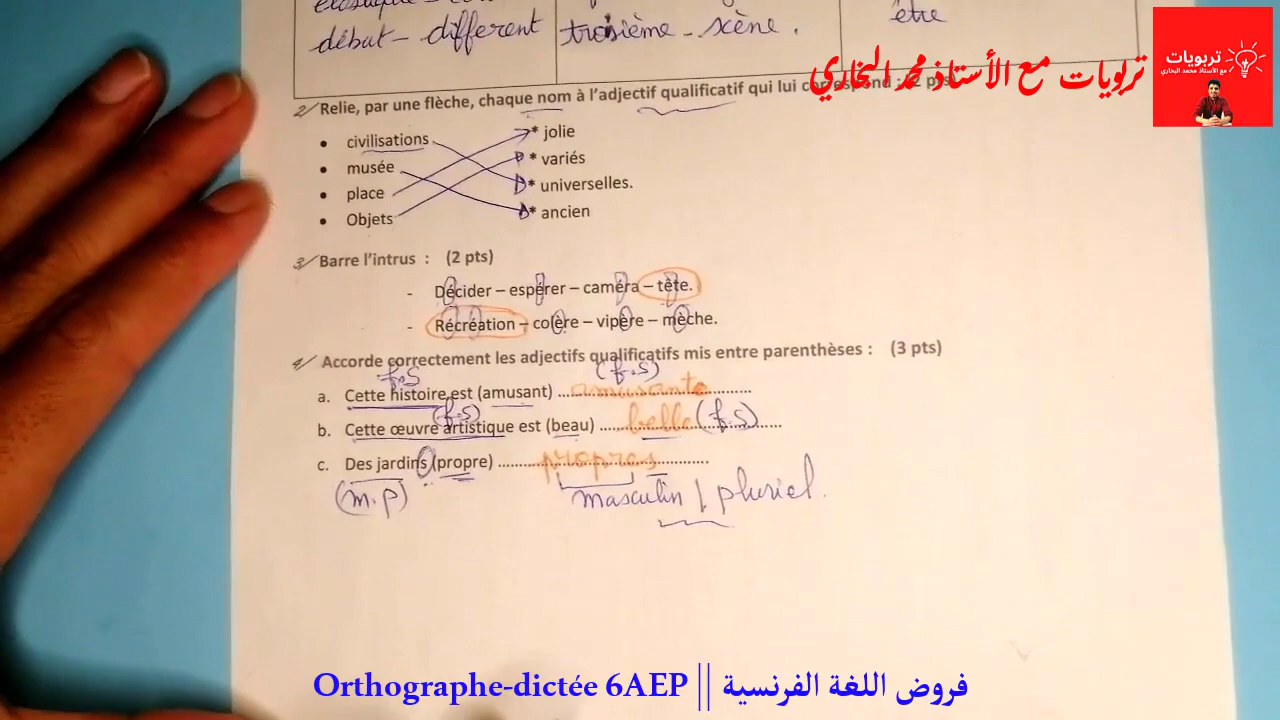 débat – différent
troisième – scène.
être
تربويات مع الأستاذ محمد البخاري
تربويات
مع الأستاذ محمد البخاري
2/ Relie, par une flèche, chaque nom à l'adjectif qualificatif qui lui correspond : (2 pts)
• civilisations * jolie
• musée * variés
• place * universelles.
• Objets * ancien
3/ Barre l'intrus : (2 pts)
- Décider – espérer – caméra – tête.
- Récréation – colère – vipère – mèche.
4/ Accorde correctement les adjectifs qualificatifs mis entre parenthèses : (3 pts)
f.s (f.s)
a. Cette histoire est (amusant) ........ amusante ........
(f.s)
b. Cette œuvre artistique est (beau) ........ belle (f.s) ........
c. Des jardins (propre) ........ propres ........
(m.p) masculin / pluriel.
Orthographe-dictée 6AEP || فروض اللغة الفرنسية